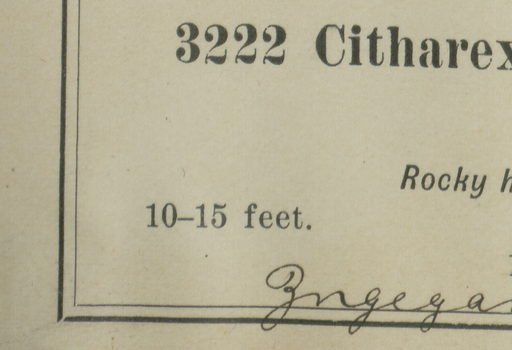 3222 Citharex
Rocky h
10–15 feet.